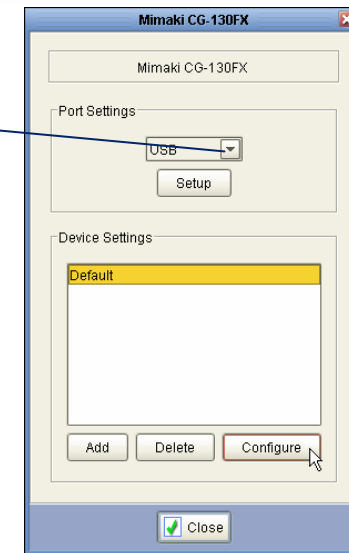 Mimaki CG-130FX
Mimaki CG-130FX
Port Settings
USB
Setup
Device Settings
Default
Add Delete Configure
Close